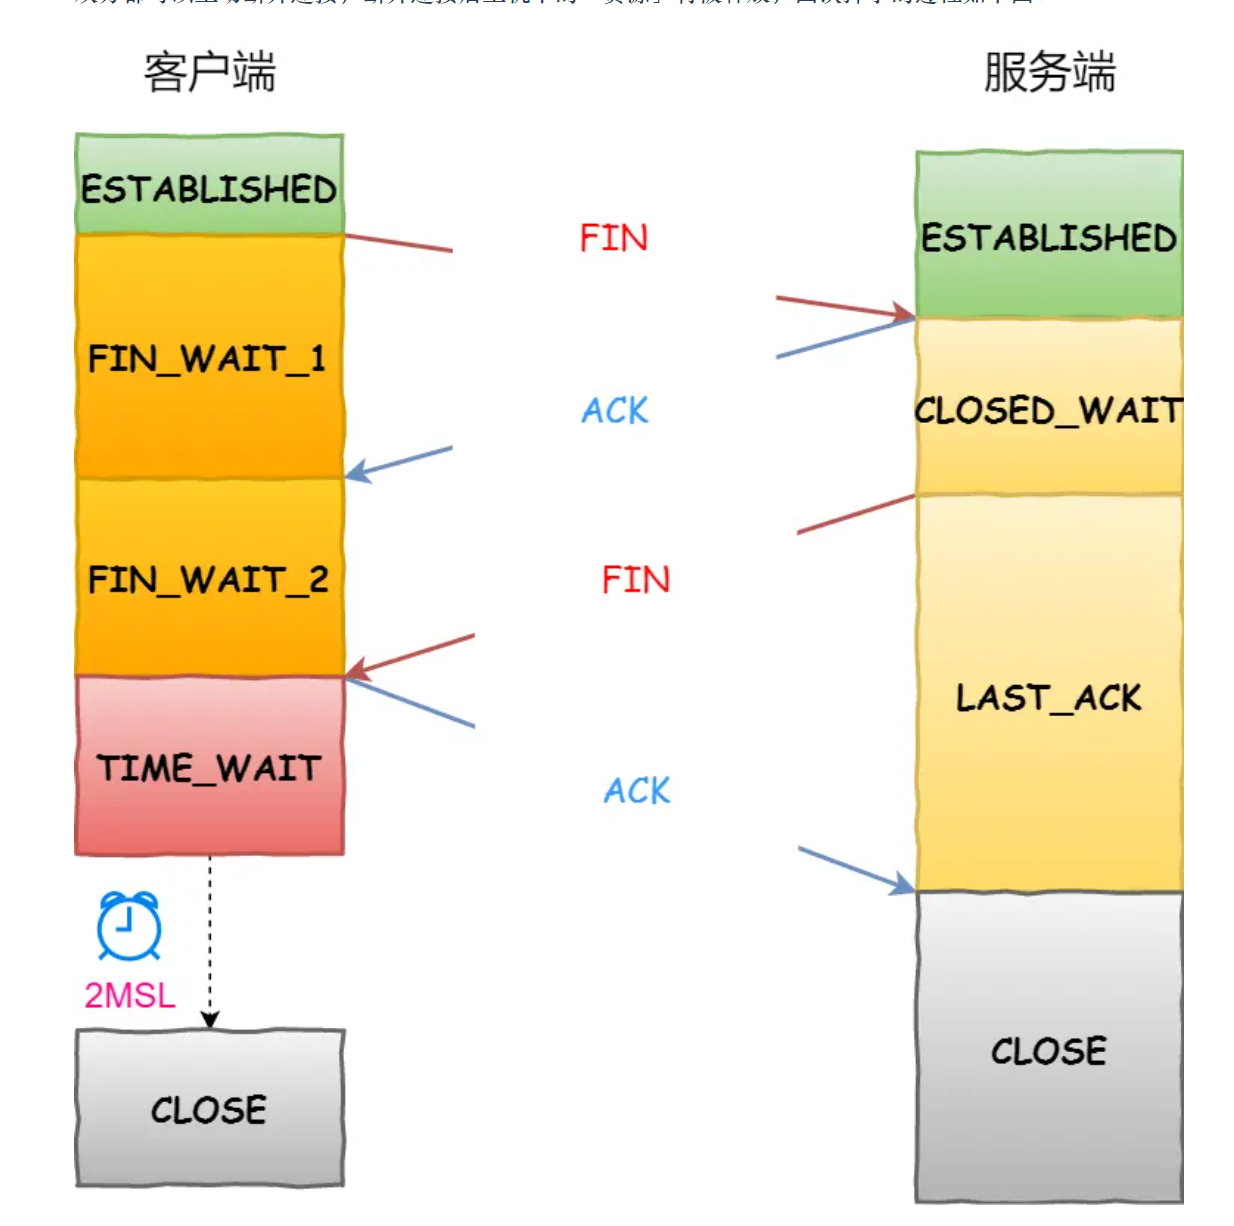 客户端
服务端
ESTABLISHED
ESTABLISHED
FIN
FIN_WAIT_1
ACK
CLOSED_WAIT
FIN_WAIT_2
FIN
LAST_ACK
TIME_WAIT
ACK
2MSL
CLOSE
CLOSE